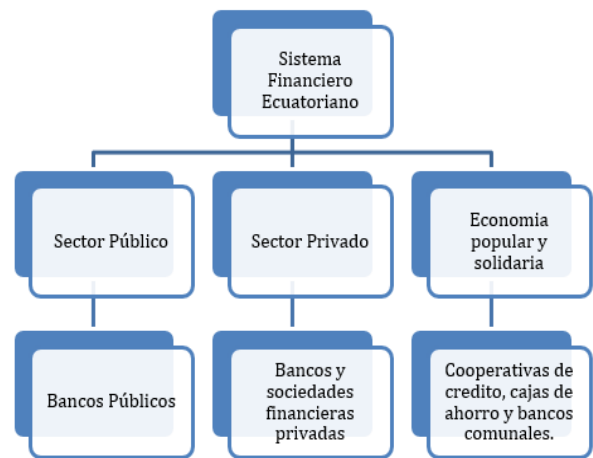 Sistema
Financiero
Ecuatoriano
Sector Público
Sector Privado
Economia
popular y
solidaria
Bancos Públicos
Bancos y
sociedades
financieras
privadas
Cooperativas de
credito, cajas de
ahorro y bancos
comunales.